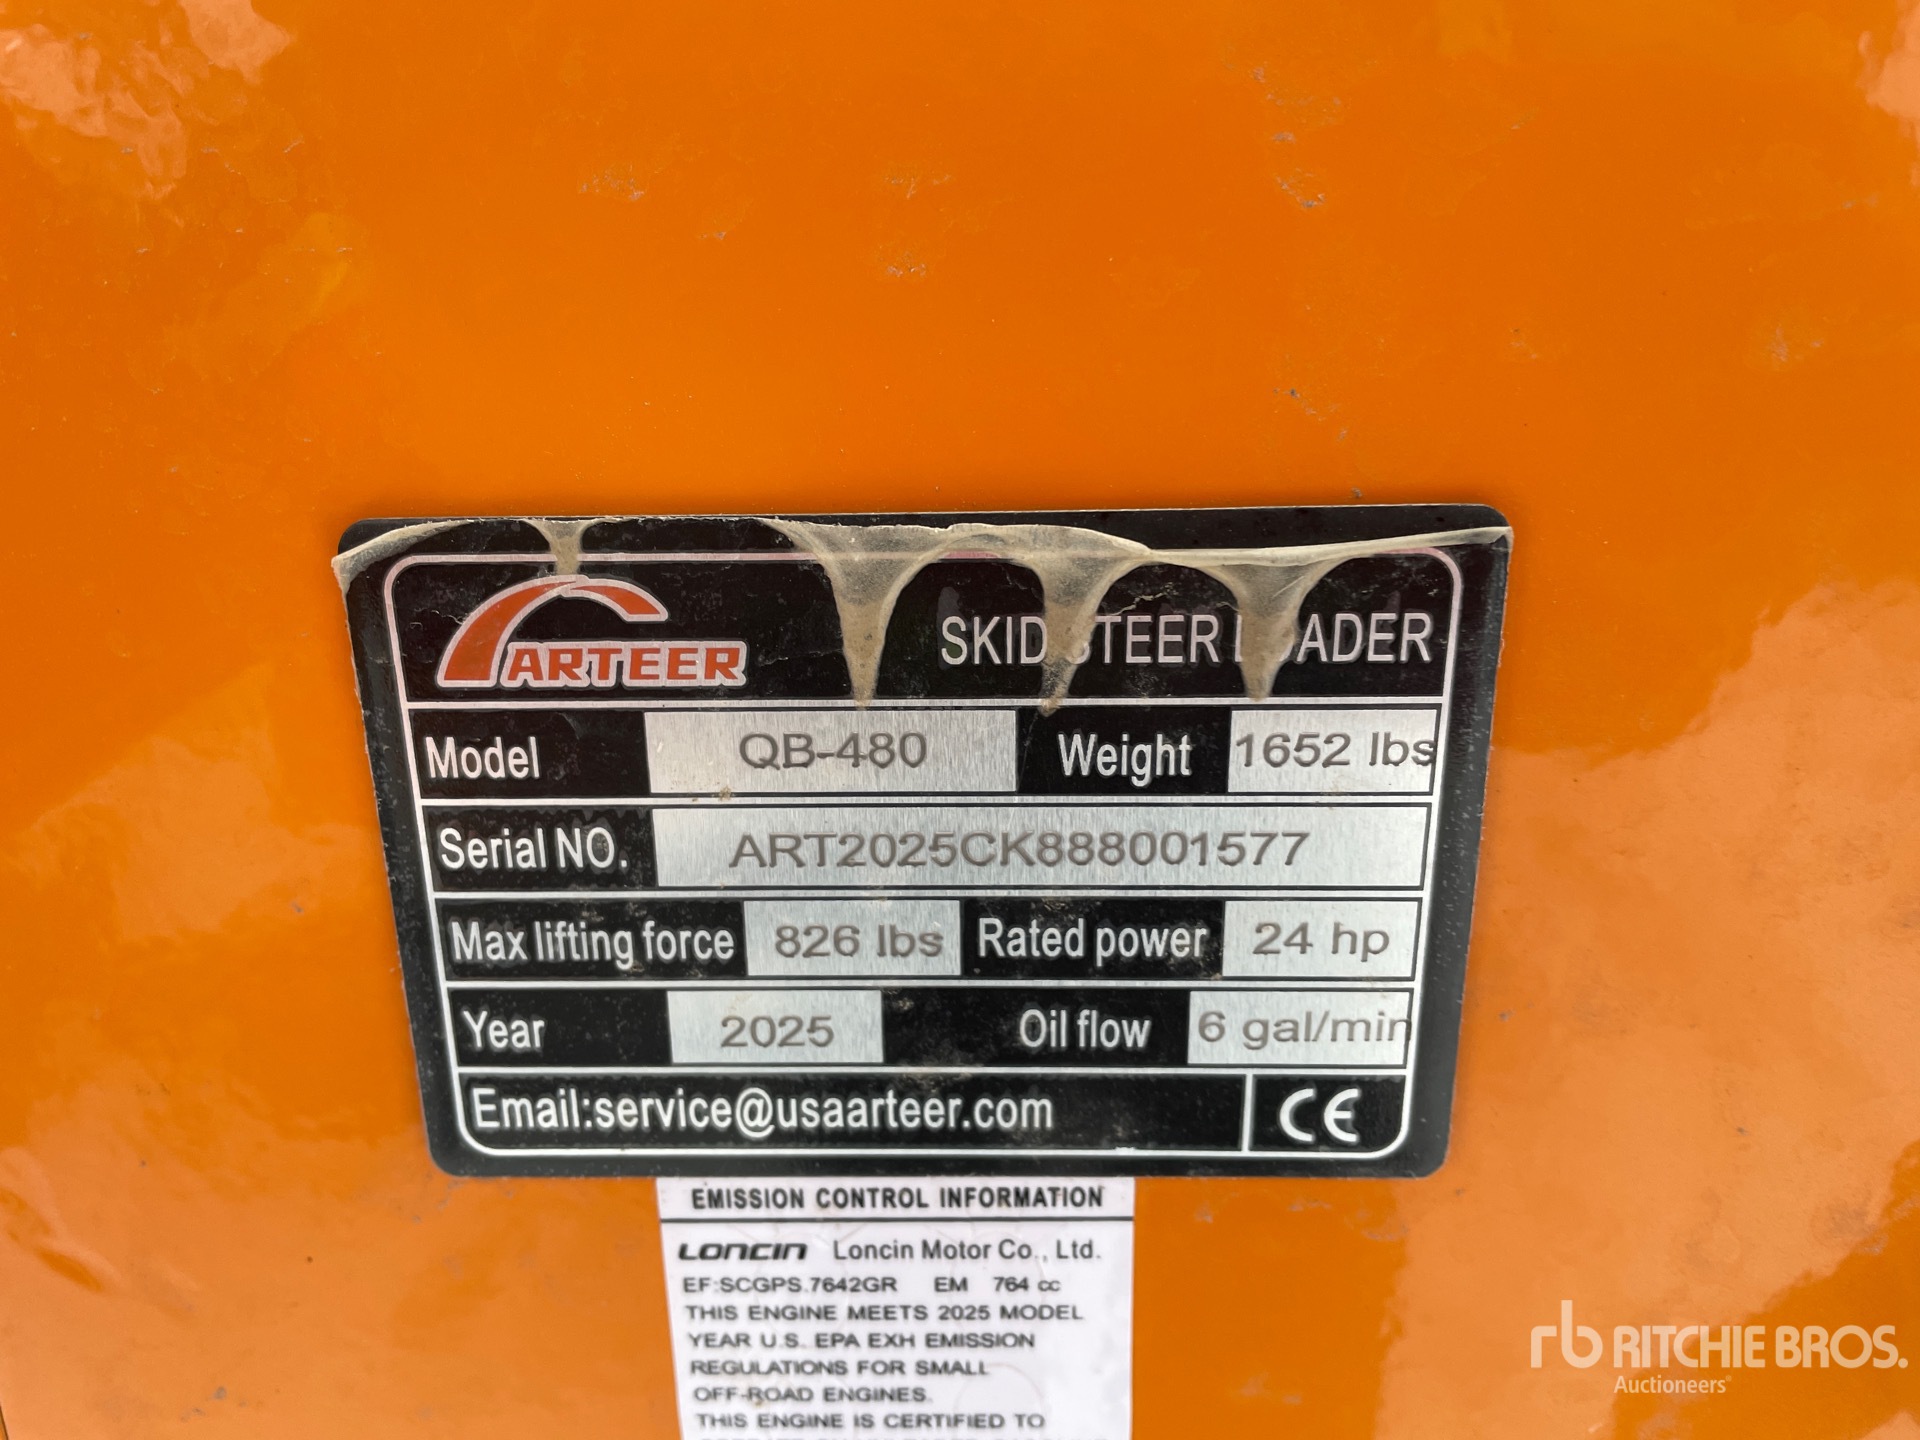 ARTEER
SKID STEER LOADER
Model QB-480 Weight 1652 lbs
Serial NO. ART2025CK888001577
Max lifting force 826 lbs Rated power 24 hp
Year 2025 Oil flow 6 gal/min
Email:service@usaarteer.com CE
EMISSION CONTROL INFORMATION
LONCIN Loncin Motor Co., Ltd.
EF:SCGPS.7642GR EM 764 cc
THIS ENGINE MEETS 2025 MODEL
YEAR U.S. EPA EXH EMISSION
REGULATIONS FOR SMALL
OFF-ROAD ENGINES.
THIS ENGINE IS CERTIFIED TO
rb RITCHIE BROS.
Auctioneers